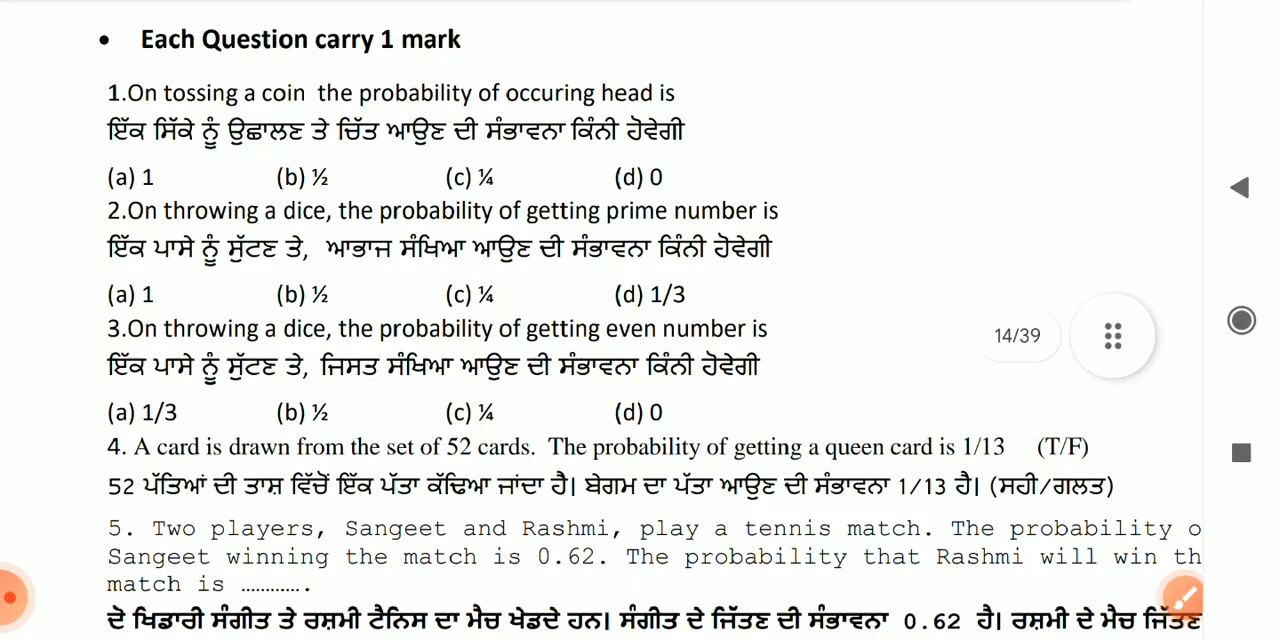 • Each Question carry 1 mark
1.On tossing a coin the probability of occuring head is
ਇੱਕ ਸਿੱਕੇ ਨੂੰ ਉਛਾਲਣ ਤੇ ਚਿੱਤ ਆਉਣ ਦੀ ਸੰਭਾਵਨਾ ਕਿੰਨੀ ਹੋਵੇਗੀ
(a) 1 (b) ½ (c) ¼ (d) 0
2.On throwing a dice, the probability of getting prime number is
ਇੱਕ ਪਾਸੇ ਨੂੰ ਸੁੱਟਣ ਤੇ, ਆਭਾਜ ਸੰਖਿਆ ਆਉਣ ਦੀ ਸੰਭਾਵਨਾ ਕਿੰਨੀ ਹੋਵੇਗੀ
(a) 1 (b) ½ (c) ¼ (d) 1/3
3.On throwing a dice, the probability of getting even number is
14/39
ਇੱਕ ਪਾਸੇ ਨੂੰ ਸੁੱਟਣ ਤੇ, ਜਿਸਤ ਸੰਖਿਆ ਆਉਣ ਦੀ ਸੰਭਾਵਨਾ ਕਿੰਨੀ ਹੋਵੇਗੀ
(a) 1/3 (b) ½ (c) ¼ (d) 0
4. A card is drawn from the set of 52 cards. The probability of getting a queen card is 1/13 (T/F)
52 ਪੱਤਿਆਂ ਦੀ ਤਾਸ਼ ਵਿੱਚੋਂ ਇੱਕ ਪੱਤਾ ਕੱਢਿਆ ਜਾਂਦਾ ਹੈ। ਬੇਗਮ ਦਾ ਪੱਤਾ ਆਉਣ ਦੀ ਸੰਭਾਵਨਾ 1/13 ਹੈ। (ਸਹੀ/ਗਲਤ)
5. Two players, Sangeet and Rashmi, play a tennis match. The probability o
Sangeet winning the match is 0.62. The probability that Rashmi will win th
match is ............
ਦੋ ਖਿਡਾਰੀ ਸੰਗੀਤ ਤੇ ਰਸ਼ਮੀ ਟੈਨਿਸ ਦਾ ਮੈਚ ਖੇਡਦੇ ਹਨ। ਸੰਗੀਤ ਦੇ ਜਿੱਤਣ ਦੀ ਸੰਭਾਵਨਾ 0.62 ਹੈ। ਰਸ਼ਮੀ ਦੇ ਮੈਚ ਜਿੱਤਣ